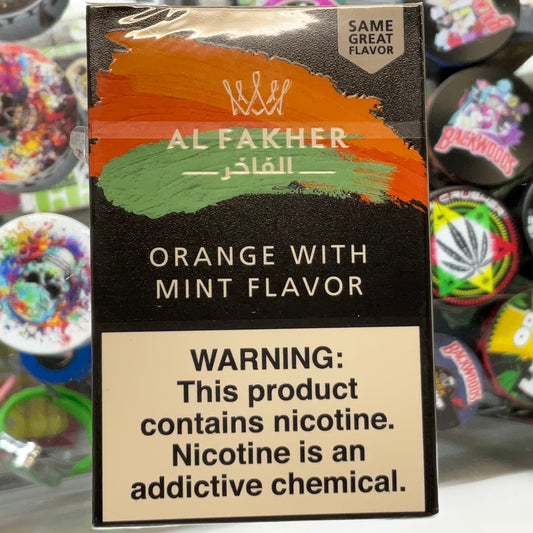 SAME
GREAT
FLAVOR
AL FAKHER
الفاخر
ORANGE WITH
MINT FLAVOR
WARNING:
This product
contains nicotine.
Nicotine is an
addictive chemical.
BACKWOODS
BACKWOODS